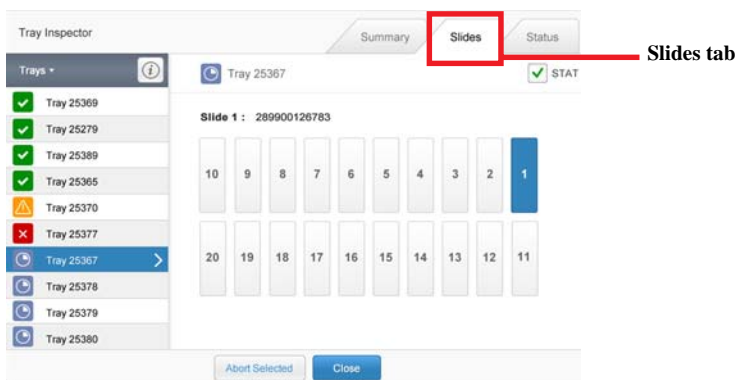 Tray Inspector
Summary
Slides
Status
Slides tab
Trays
i
Tray 25367
STAT
Tray 25369
Tray 25279
Tray 25389
Tray 25365
Tray 25370
Tray 25377
Tray 25367
Tray 25378
Tray 25379
Tray 25380
Slide 1 : 289900126783
10 9 8 7 6 5 4 3 2 1
20 19 18 17 16 15 14 13 12 11
Abort Selected
Close